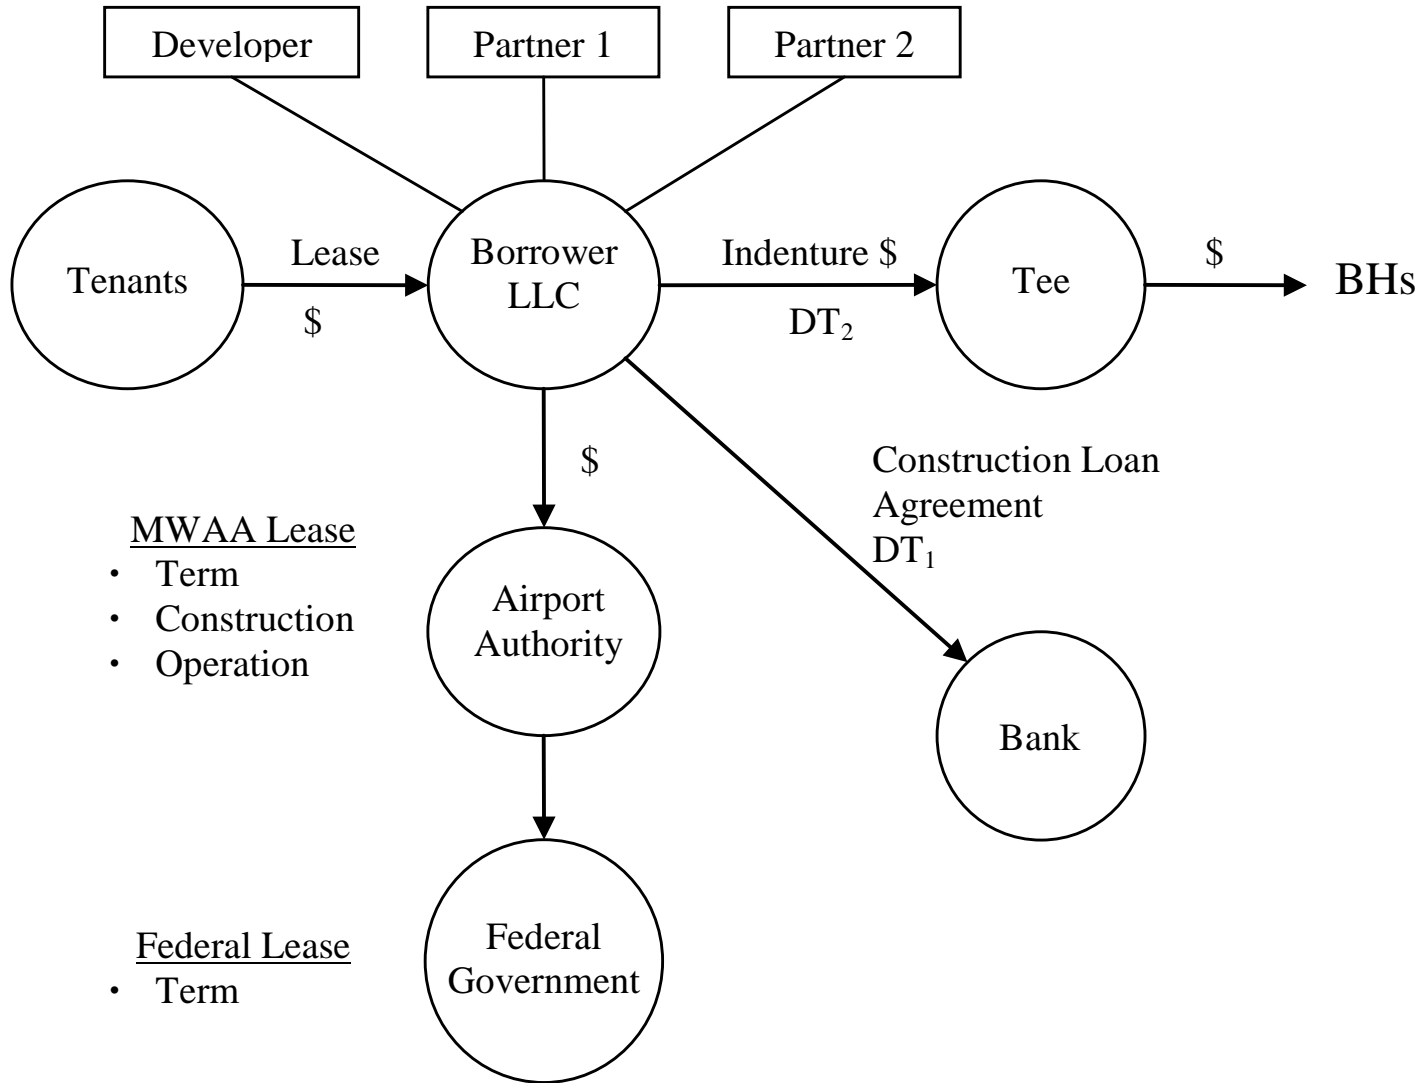 Developer
Partner 1
Partner 2
Tenants
Lease
$
Borrower
LLC
Indenture $
DT₂
Tee
$
BHs
$
Construction Loan
Agreement
DT₁
MWAA Lease
· Term
· Construction
· Operation
Airport
Authority
Bank
Federal Lease
· Term
Federal
Government